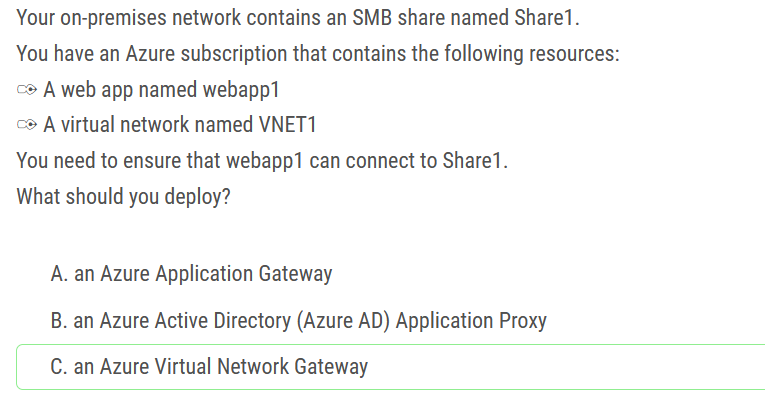 Your on-premises network contains an SMB share named Share1.
You have an Azure subscription that contains the following resources:
A web app named webapp1
A virtual network named VNET1
You need to ensure that webapp1 can connect to Share1.
What should you deploy?
A. an Azure Application Gateway
B. an Azure Active Directory (Azure AD) Application Proxy
C. an Azure Virtual Network Gateway